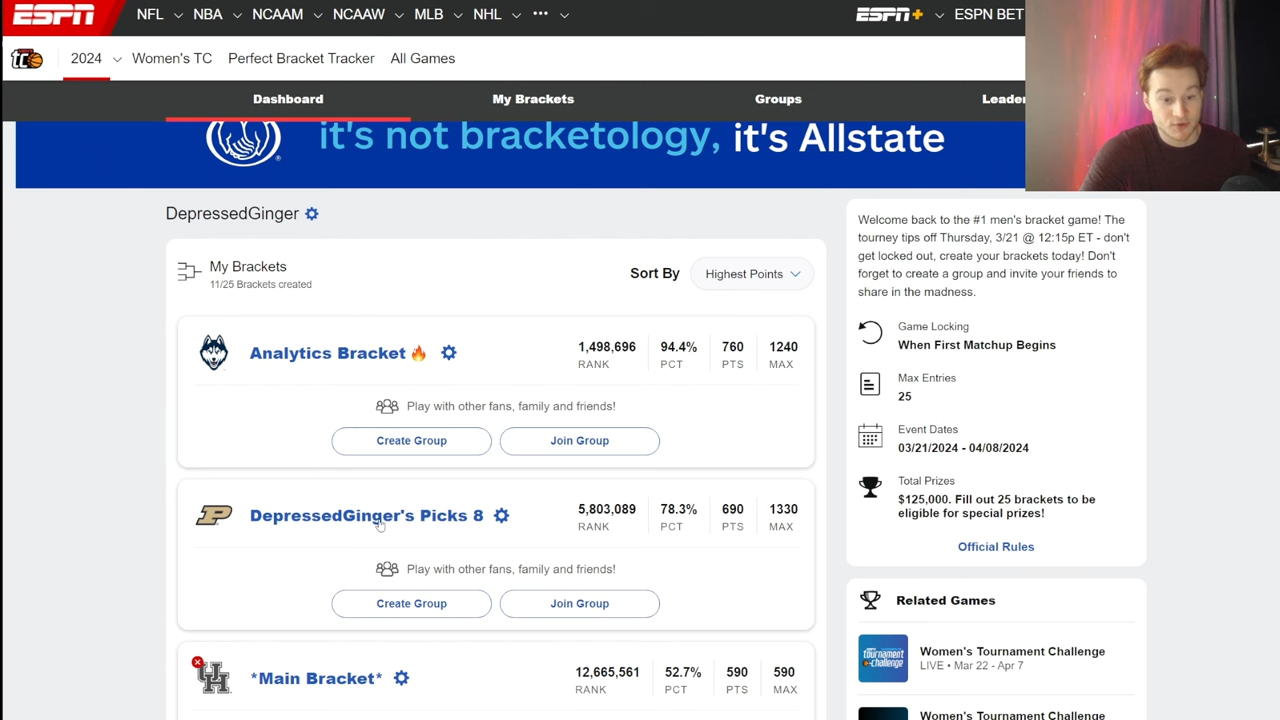 ESPN NFL NBA NCAAM NCAAW MLB NHL ••• ESPN+ ESPN BET
tc 2024 Women's TC Perfect Bracket Tracker All Games
Dashboard My Brackets Groups Leader
it's not bracketology, it's Allstate
DepressedGinger
My Brackets
11/25 Brackets created
Sort By Highest Points
Analytics Bracket 🔥
1,498,696 94.4% 760 1240
RANK PCT PTS MAX
Play with other fans, family and friends!
Create Group Join Group
DepressedGinger's Picks 8
5,803,089 78.3% 690 1330
RANK PCT PTS MAX
Play with other fans, family and friends!
Create Group Join Group
*Main Bracket*
12,665,561 52.7% 590 590
RANK PCT PTS MAX
Welcome back to the #1 men's bracket game! The
tourney tips off Thursday, 3/21 @ 12:15p ET - don't
get locked out, create your brackets today! Don't
forget to create a group and invite your friends to
share in the madness.
Game Locking
When First Matchup Begins
Max Entries
25
Event Dates
03/21/2024 - 04/08/2024
Total Prizes
$125,000. Fill out 25 brackets to be
eligible for special prizes!
Official Rules
Related Games
Women's Tournament Challenge
LIVE • Mar 22 - Apr 7
Women's Tournament Challenge